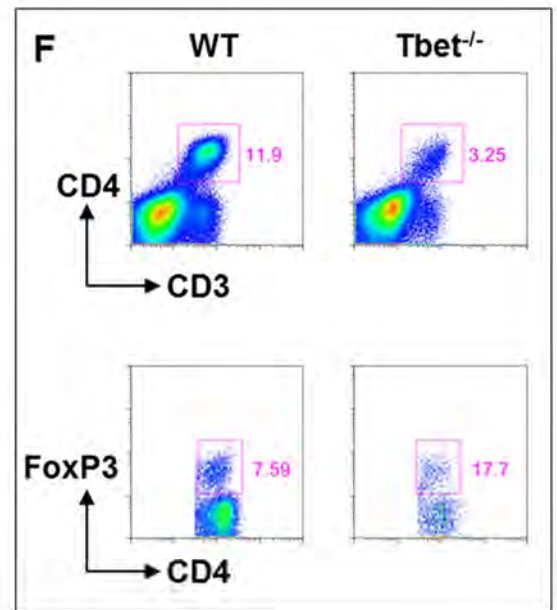 F
WT
Tbet-/-
11.9
3.25
CD4
CD3
7.59
17.7
FoxP3
CD4